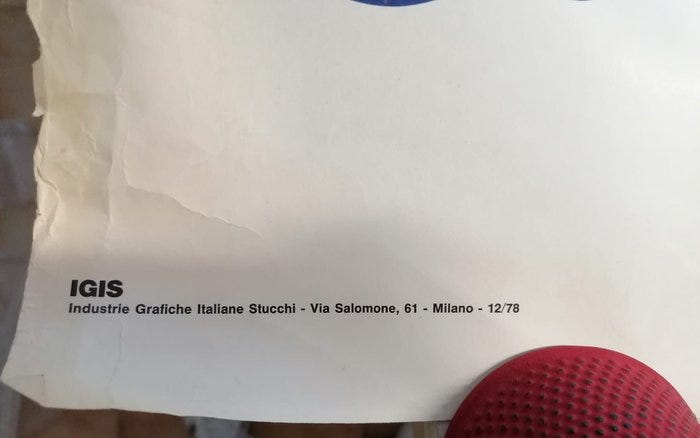 IGIS
Industrie Grafiche Italiane Stucchi - Via Salomone, 61 - Milano - 12/78